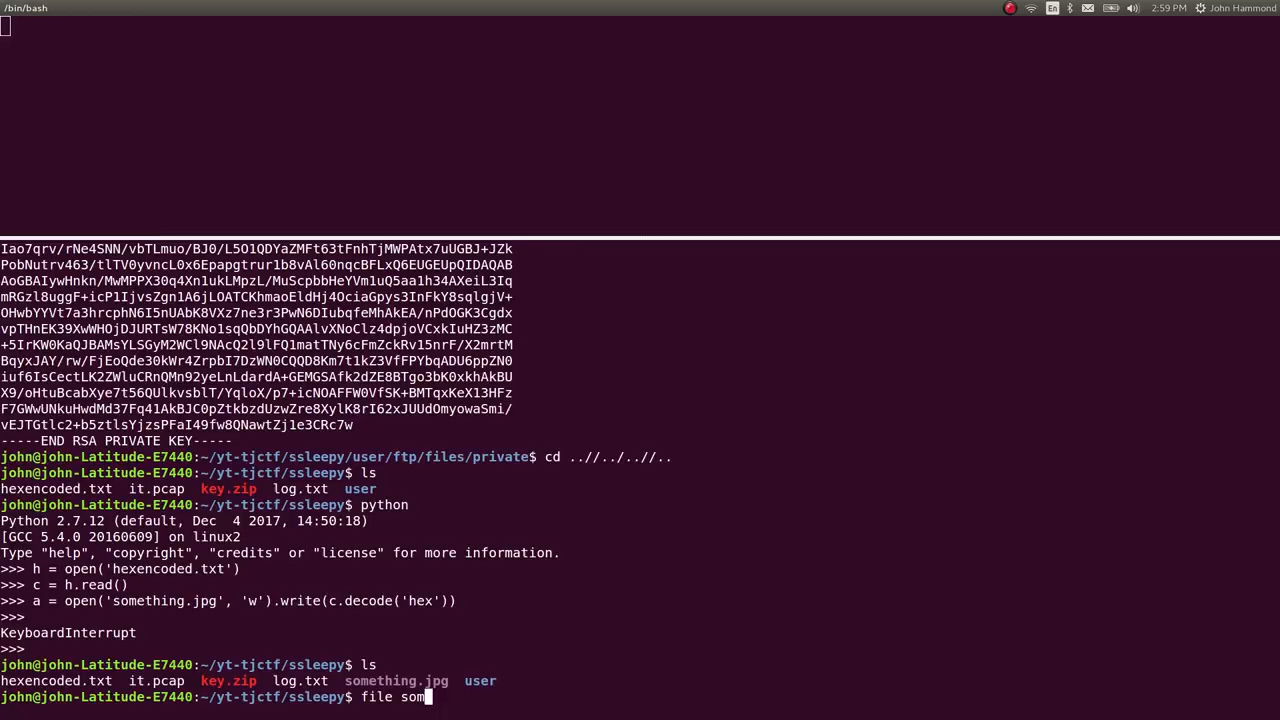 /bin/bash
En
2:59 PM
John Hammond
Iao7qrv/rNe4SNN/vbTLmuo/BJ0/L5O1QDYaZMFt63tFnhTjMWPAtx7uUGBJ+JZk
PobNutrv463/tlTV0yvncL0x6Epapgtrur1b8vAl60nqcBFLxQ6EUGEUpQIDAQAB
AoGBAIywHnkn/MwMPPX30q4Xn1ukLMpzL/MuScpbbHeYVm1uQ5aa1h34AXeiL3Iq
mRGzl8uggF+icP1IjvsZgn1A6jLOATCKhmaoEldHj4OciaGpys3InFkY8sqlgjV+
OHwbYYVt7a3hrcphN6I5nUAbK8VXz7ne3r3PwN6DIubqfeMhAkEA/nPdOGK3Cgdx
vpTHnEK39XwWHOjDJURTsW78KNo1sqQbDYhGQAAlvXNoClz4dpjoVCxkIuHZ3zMC
+5IrKW0KaQJBAMsYLSGyM2WCl9NAcQ2l9lFQ1matTNy6cFmZckRv15nrF/X2mrtM
BqyxJAY/rw/FjEoQde30kWr4ZrpbI7DzWN0CQQD8Km7t1kZ3VfFPYbqADU6ppZN0
iuf6IsCectLK2ZWluCRnQMn92yeLnLdardA+GEMGSAfk2dZE8BTgo3bK0xkhAkBU
X9/oHtuBcabXye7t56QUlkvsblT/YqloX/p7+icNOAFFW0VfSK+BMTqxKeX13HFz
F7GWwUNkuHwdMd37Fq41AkBJC0pZtkbzdUzwZre8XylK8rI62xJUUdOmyowaSmi/
vEJTGtlc2+b5ztlsYjzsPFaI49fw8QNawtZj1e3CRc7w
-----END RSA PRIVATE KEY-----
john@john-Latitude-E7440:~/yt-tjctf/ssleepy/user/ftp/files/private$ cd ..//../..//..
john@john-Latitude-E7440:~/yt-tjctf/ssleepy$ ls
hexencoded.txt it.pcap key.zip log.txt user
john@john-Latitude-E7440:~/yt-tjctf/ssleepy$ python
Python 2.7.12 (default, Dec 4 2017, 14:50:18)
[GCC 5.4.0 20160609] on linux2
Type "help", "copyright", "credits" or "license" for more information.
>>> h = open('hexencoded.txt')
>>> c = h.read()
>>> a = open('something.jpg', 'w').write(c.decode('hex'))
>>>
KeyboardInterrupt
>>>
john@john-Latitude-E7440:~/yt-tjctf/ssleepy$ ls
hexencoded.txt it.pcap key.zip log.txt something.jpg user
john@john-Latitude-E7440:~/yt-tjctf/ssleepy$ file som